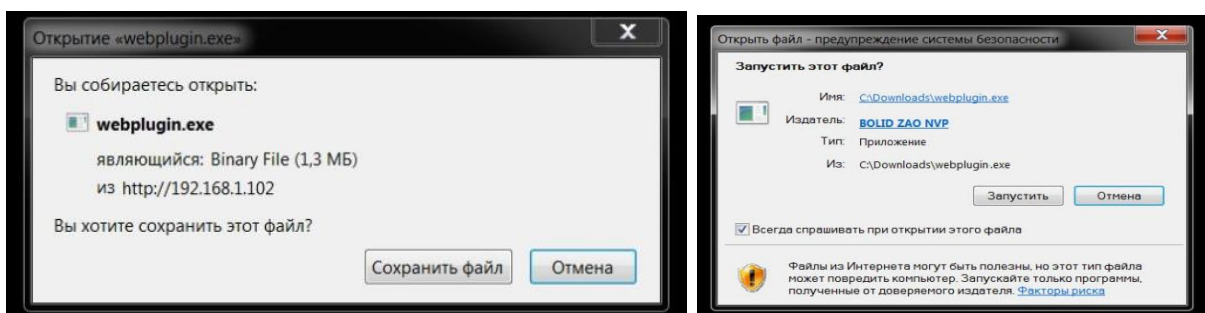 Открытие «webplugin.exe»
X
Вы собираетесь открыть:
webplugin.exe
являющийся: Binary File (1,3 МБ)
из http://192.168.1.102
Вы хотите сохранить этот файл?
Сохранить файл
Отмена
Открыть файл - предупреждение системы безопасности
X
Запустить этот файл?
Имя: C:\Downloads\webplugin.exe
Издатель: BOLID ZAO NVP
Тип: Приложение
Из: C:\Downloads\webplugin.exe
Запустить
Отмена
Всегда спрашивать при открытии этого файла
Файлы из Интернета могут быть полезны, но этот тип файла
может повредить компьютер. Запускайте только программы,
полученные от доверяемого издателя. Факторы риска